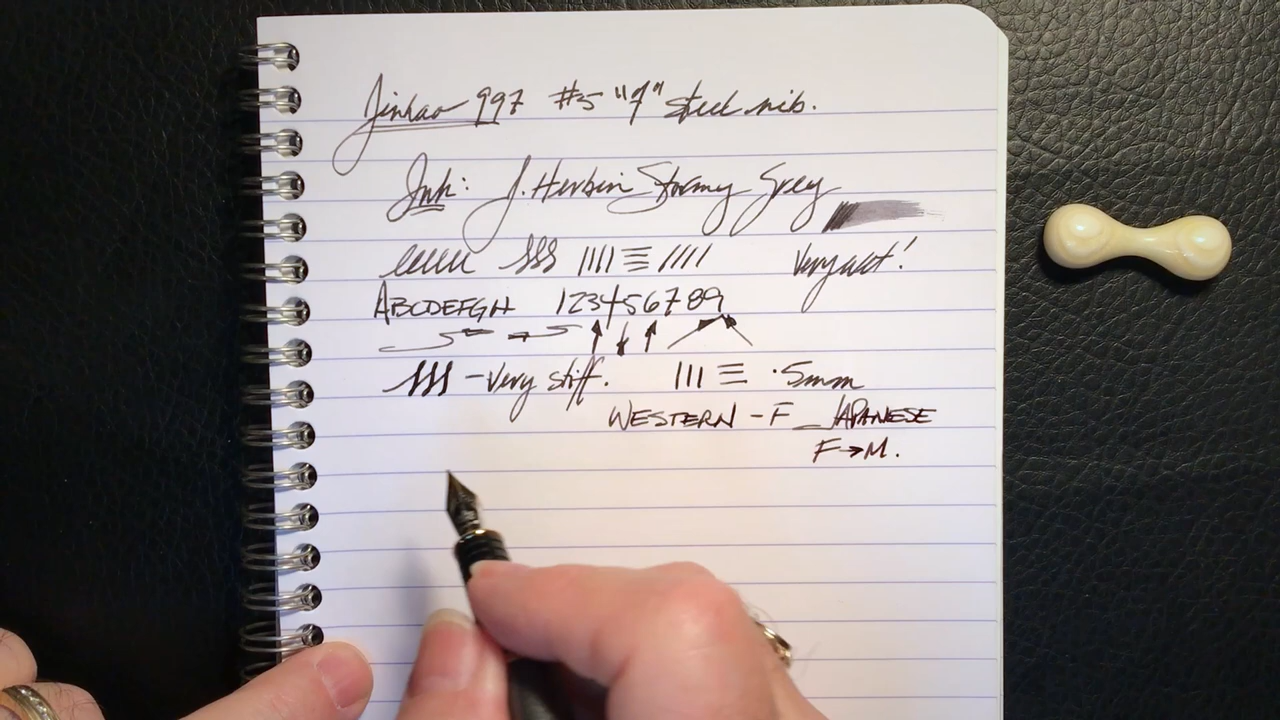 Jinhao 997 #5 "f" steel nib.
Ink: J. Herbin Stormy Grey
Very wet!
ABCDEFGH 123456789
- Very stiff. .5mm
WESTERN - F JAPANESE
F→M.